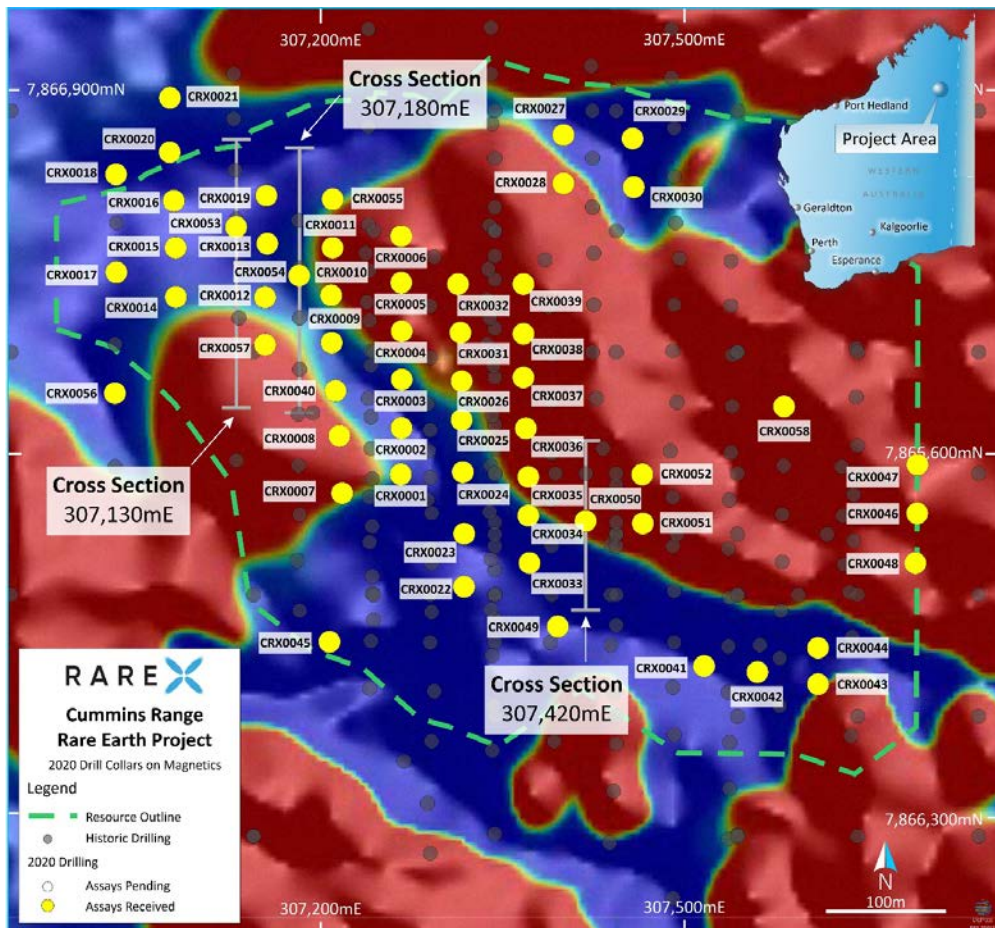 307,200mE
307,500mE
7,866,900mN
CRX0021
Cross Section
307,180mE
CRX0027
CRX0029
Port Hedland
Project Area
WESTERN
AUSTRALIA
Geraldton
Kalgoorlie
Perth
Esperance
CRX0020
CRX0018
CRX0028
CRX0030
CRX0016
CRX0019
CRX0055
CRX0053
CRX0011
CRX0015
CRX0013
CRX0006
CRX0017
CRX0054
CRX0010
CRX0014
CRX0012
CRX0005
CRX0032
CRX0039
CRX0009
CRX0057
CRX0004
CRX0031
CRX0038
CRX0056
CRX0040
CRX0003
CRX0026
CRX0037
CRX0058
CRX0008
CRX0002
CRX0025
CRX0036
7,865,600mN
Cross Section
307,130mE
CRX0007
CRX0001
CRX0024
CRX0035
CRX0050
CRX0052
CRX0047
CRX0034
CRX0051
CRX0046
CRX0023
CRX0033
CRX0048
CRX0022
CRX0045
CRX0049
CRX0044
CRX0041
CRX0042
CRX0043
Cross Section
307,420mE
RAREX
Cummins Range
Rare Earth Project
2020 Drill Collars on Magnetics
Legend
Resource Outline
Historic Drilling
2020 Drilling
Assays Pending
Assays Received
7,866,300mN
N
100m
307,200mE
307,500mE